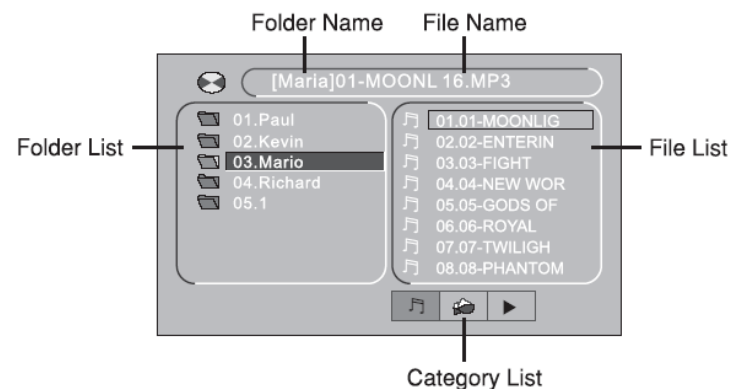 Folder Name File Name
[Maria]01-MOONL 16.MP3
Folder List
01.Paul
02.Kevin
03.Mario
04.Richard
05.1
01.01-MOONLIG
02.02-ENTERIN
03.03-FIGHT
04.04-NEW WOR
05.05-GODS OF
06.06-ROYAL
07.07-TWILIGH
08.08-PHANTOM
File List
Category List